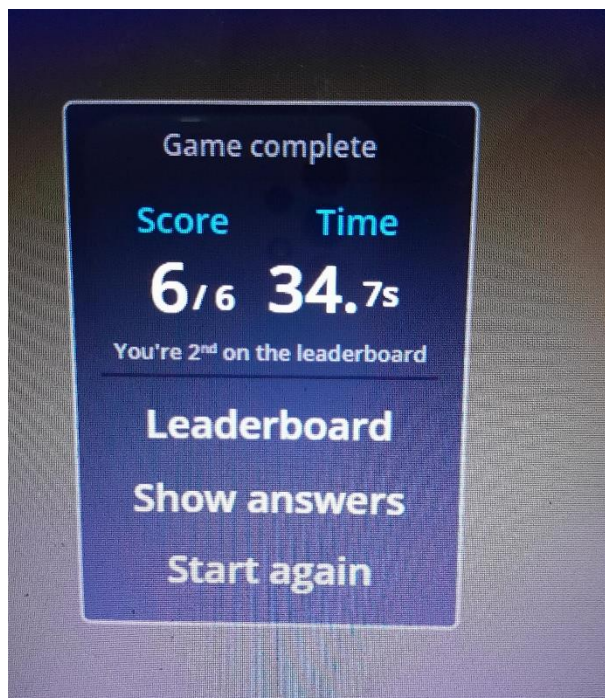 Game complete
Score Time
6/6 34.7s
You're 2nd on the leaderboard
Leaderboard
Show answers
Start again